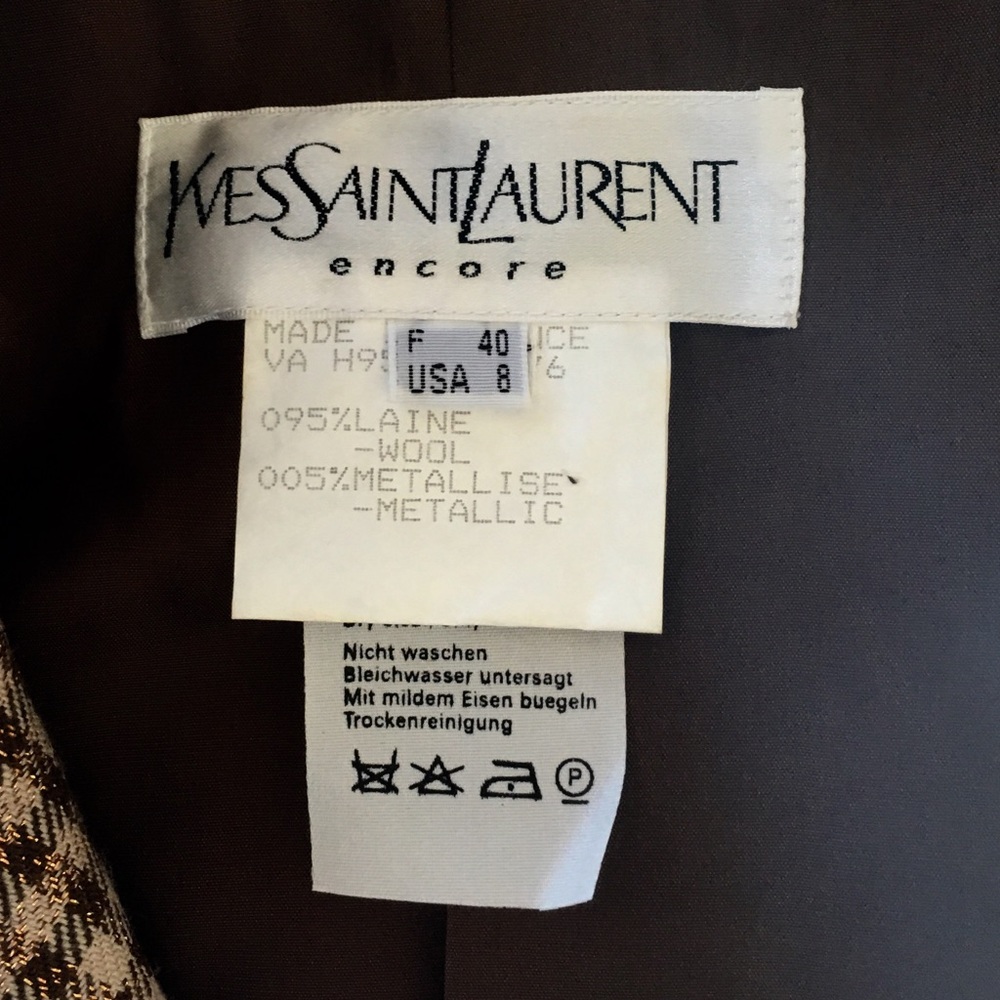 YVESSAINTLAURENT
encore
MADE
F 40
VA
USA 8
095%LAINE
-WOOL
005%METALLISE
-METALLIC
Nicht waschen
Bleichwasser untersagt
Mit mildem Eisen buegeln
Trockenreinigung
P